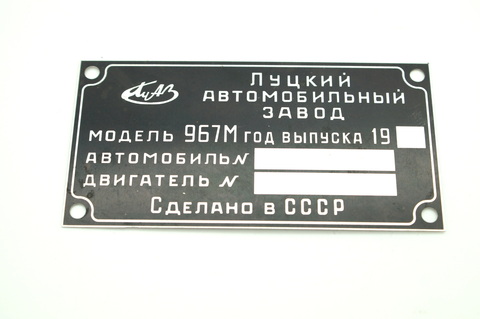 ЛуАЗ
ЛУЦКИЙ
АВТОМОБИЛЬНЫЙ
ЗАВОД
МОДЕЛЬ 967М ГОД ВЫПУСКА 19
АВТОМОБИЛЬ N
ДВИГАТЕЛЬ N
СДЕЛАНО В СССР